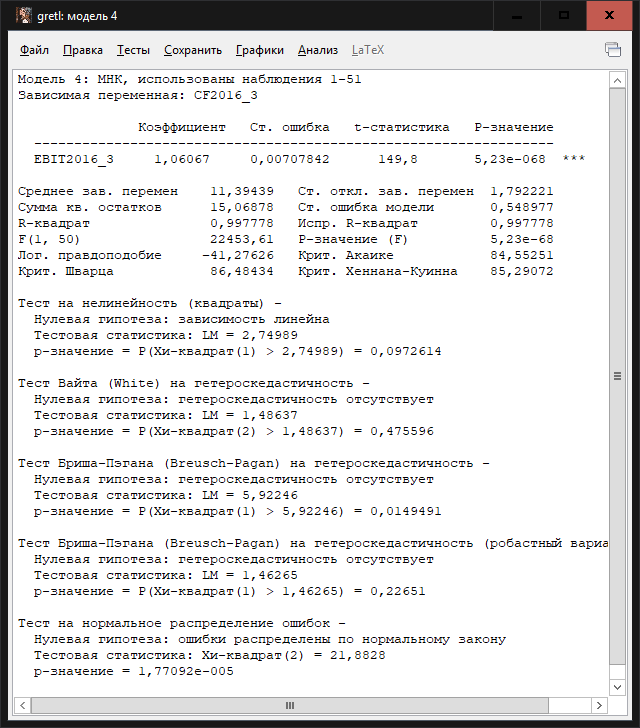 gretl: модель 4
Файл Правка Тесты Сохранить Графики Анализ LaTeX
Модель 4: МНК, использованы наблюдения 1-51
Зависимая переменная: CF2016_3
Коэффициент Ст. ошибка t-статистика P-значение
EBIT2016_3 1,06067 0,00707842 149,8 5,23e-068 ***
Среднее зав. перемен 11,39439 Ст. откл. зав. перемен 1,792221
Сумма кв. остатков 15,06878 Ст. ошибка модели 0,548977
R-квадрат 0,997778 Испр. R-квадрат 0,997778
F(1, 50) 22453,61 P-значение (F) 5,23e-68
Лог. правдоподобие -41,27626 Крит. Акаике 84,55251
Крит. Шварца 86,48434 Крит. Хеннана-Куинна 85,29072
Тест на нелинейность (квадраты) -
Нулевая гипотеза: зависимость линейна
Тестовая статистика: LM = 2,74989
p-значение = P(Хи-квадрат(1) > 2,74989) = 0,0972614
Тест Вайта (White) на гетероскедастичность -
Нулевая гипотеза: гетероскедастичность отсутствует
Тестовая статистика: LM = 1,48637
p-значение = P(Хи-квадрат(2) > 1,48637) = 0,475596
Тест Бриша-Пэгана (Breusch-Pagan) на гетероскедастичность -
Нулевая гипотеза: гетероскедастичность отсутствует
Тестовая статистика: LM = 5,92246
p-значение = P(Хи-квадрат(1) > 5,92246) = 0,0149491
Тест Бриша-Пэгана (Breusch-Pagan) на гетероскедастичность (робастный вариа
Нулевая гипотеза: гетероскедастичность отсутствует
Тестовая статистика: LM = 1,46265
p-значение = P(Хи-квадрат(1) > 1,46265) = 0,22651
Тест на нормальное распределение ошибок -
Нулевая гипотеза: ошибки распределены по нормальному закону
Тестовая статистика: Хи-квадрат(2) = 21,8828
p-значение = 1,77092e-005